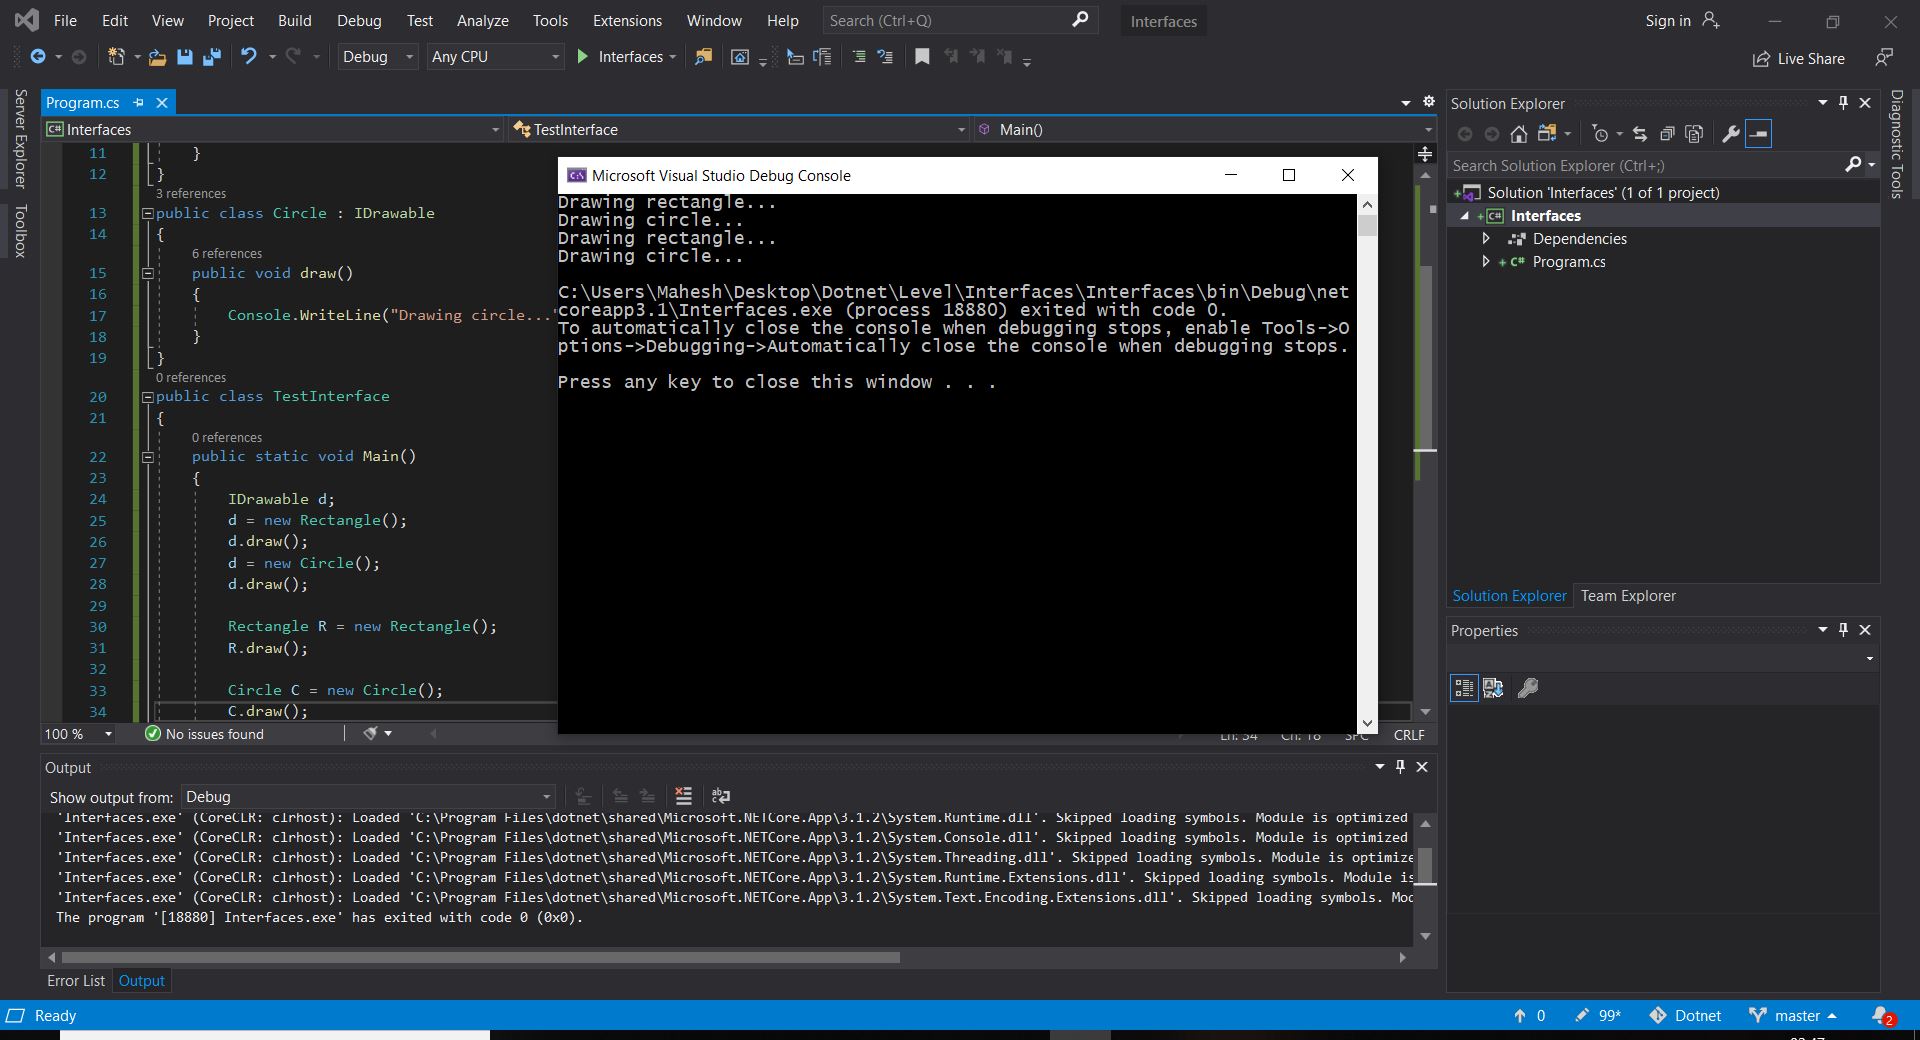 File Edit View Project Build Debug Test Analyze Tools Extensions Window Help Search (Ctrl+Q) Interfaces Sign in
Debug Any CPU Interfaces Live Share
Server Explorer
Toolbox
Program.cs
Interfaces TestInterface Main()
11 }
12 }
3 references
13 public class Circle : IDrawable
14 {
6 references
15 public void draw()
16 {
17 Console.WriteLine("Drawing circle..."
18 }
19 }
0 references
20 public class TestInterface
21 {
0 references
22 public static void Main()
23 {
24 IDrawable d;
25 d = new Rectangle();
26 d.draw();
27 d = new Circle();
28 d.draw();
29
30 Rectangle R = new Rectangle();
31 R.draw();
32
33 Circle C = new Circle();
34 C.draw();
100 % No issues found Ln: 34 Ch: 18 SPC CRLF
Microsoft Visual Studio Debug Console
Drawing rectangle...
Drawing circle...
Drawing rectangle...
Drawing circle...
C:\Users\Mahesh\Desktop\Dotnet\Level\Interfaces\Interfaces\bin\Debug\net
coreapp3.1\Interfaces.exe (process 18880) exited with code 0.
To automatically close the console when debugging stops, enable Tools->O
ptions->Debugging->Automatically close the console when debugging stops.
Press any key to close this window . . .
Output
Show output from: Debug
'Interfaces.exe' (CoreCLR: clrhost): Loaded 'C:\Program Files\dotnet\shared\Microsoft.NETCore.App\3.1.2\System.Runtime.dll'. Skipped loading symbols. Module is optimized
'Interfaces.exe' (CoreCLR: clrhost): Loaded 'C:\Program Files\dotnet\shared\Microsoft.NETCore.App\3.1.2\System.Console.dll'. Skipped loading symbols. Module is optimized
'Interfaces.exe' (CoreCLR: clrhost): Loaded 'C:\Program Files\dotnet\shared\Microsoft.NETCore.App\3.1.2\System.Threading.dll'. Skipped loading symbols. Module is optimize
'Interfaces.exe' (CoreCLR: clrhost): Loaded 'C:\Program Files\dotnet\shared\Microsoft.NETCore.App\3.1.2\System.Runtime.Extensions.dll'. Skipped loading symbols. Module is
'Interfaces.exe' (CoreCLR: clrhost): Loaded 'C:\Program Files\dotnet\shared\Microsoft.NETCore.App\3.1.2\System.Text.Encoding.Extensions.dll'. Skipped loading symbols. Mod
The program '[18880] Interfaces.exe' has exited with code 0 (0x0).
Error List Output
Solution Explorer
Search Solution Explorer (Ctrl+;)
Solution 'Interfaces' (1 of 1 project)
C# Interfaces
Dependencies
C# Program.cs
Solution Explorer Team Explorer
Properties
Diagnostic Tools
Ready 0 99* Dotnet master 2